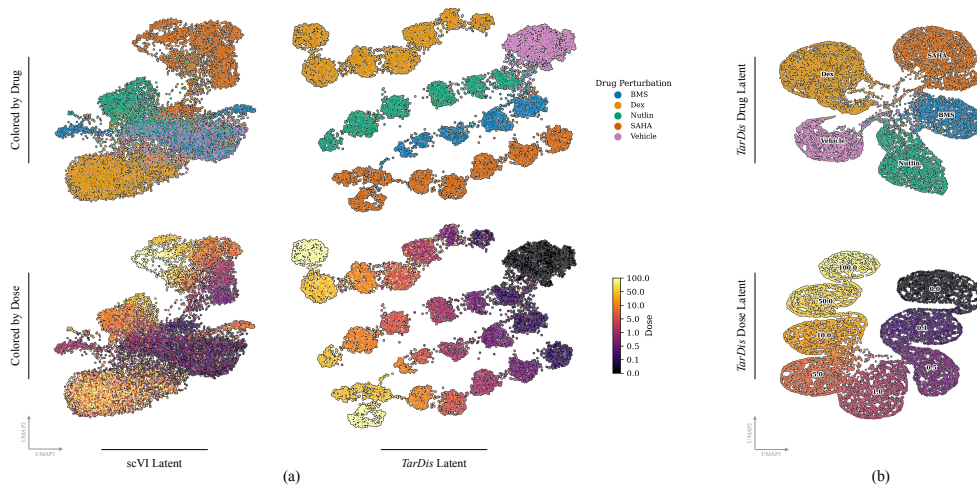 Colored by Drug
Drug Perturbation
BMS
Dex
Nutlin
SAHA
Vehicle
TarDis Drug Latent
Dex
SAHA
BMS
Vehicle
Nutlin
Colored by Dose
100.0
50.0
10.0
5.0
1.0
0.5
0.1
0.0
Dose
TarDis Dose Latent
100.0
50.0
10.0
5.0
1.0
0.0
0.1
0.5
UMAP2
UMAP1
scVI Latent
TarDis Latent
UMAP2
UMAP1
(a)
(b)